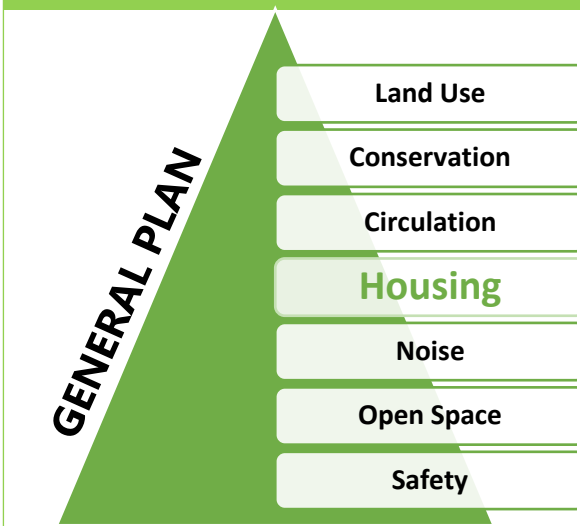 GENERAL PLAN
Land Use
Conservation
Circulation
Housing
Noise
Open Space
Safety